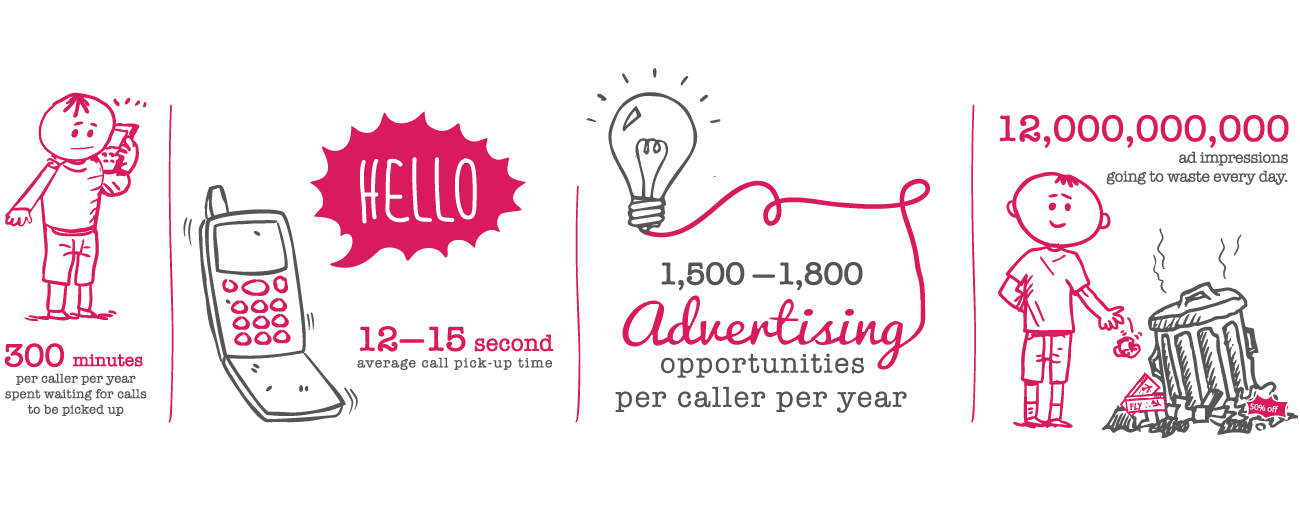 300 minutes
per caller per year
spent waiting for calls
to be picked up
HELLO
12–15 second
average call pick-up time
1,500 – 1,800
Advertising
opportunities
per caller per year
12,000,000,000
ad impressions
going to waste every day.
FLY
50% off